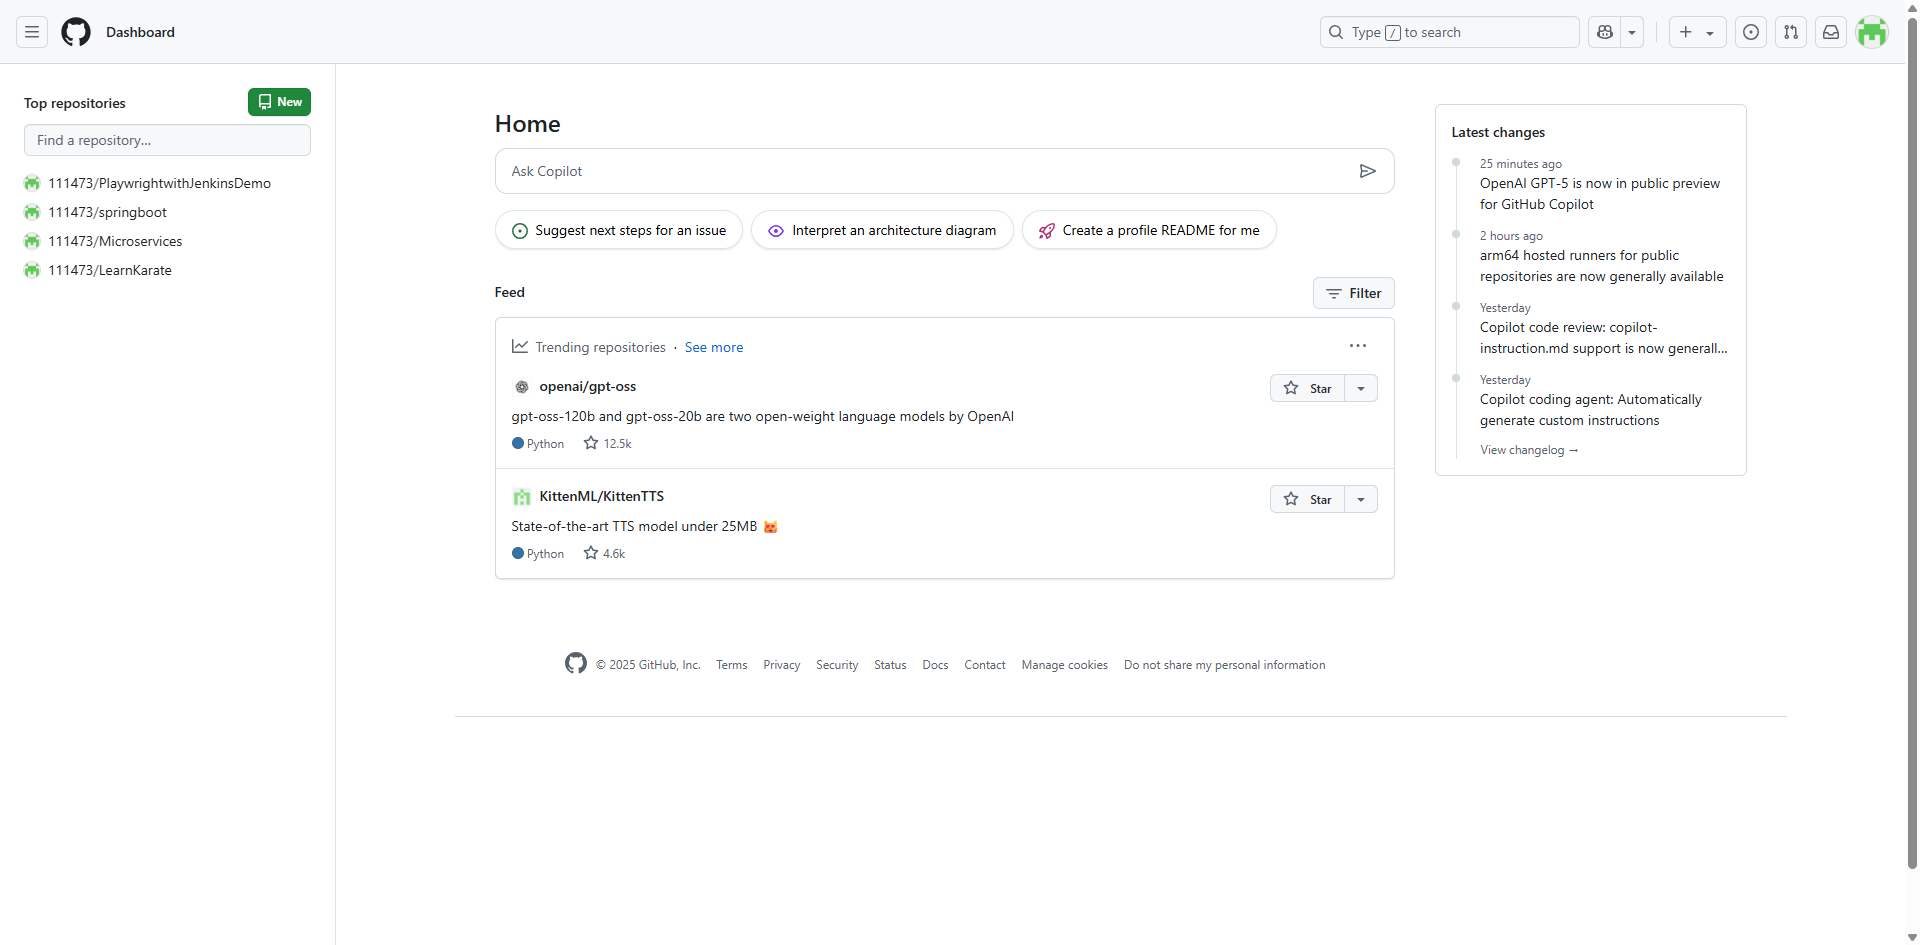 Dashboard
Type / to search
Top repositories
New
Find a repository...
111473/PlaywrightwithJenkinsDemo
111473/springboot
111473/Microservices
111473/LearnKarate
Home
Ask Copilot
Suggest next steps for an issue
Interpret an architecture diagram
Create a profile README for me
Feed
Filter
Trending repositories · See more
openai/gpt-oss
Star
gpt-oss-120b and gpt-oss-20b are two open-weight language models by OpenAI
Python 12.5k
KittenML/KittenTTS
Star
State-of-the-art TTS model under 25MB 😻
Python 4.6k
Latest changes
25 minutes ago
OpenAI GPT-5 is now in public preview
for GitHub Copilot
2 hours ago
arm64 hosted runners for public
repositories are now generally available
Yesterday
Copilot code review: copilot-
instruction.md support is now generall...
Yesterday
Copilot coding agent: Automatically
generate custom instructions
View changelog →
© 2025 GitHub, Inc. Terms Privacy Security Status Docs Contact Manage cookies Do not share my personal information